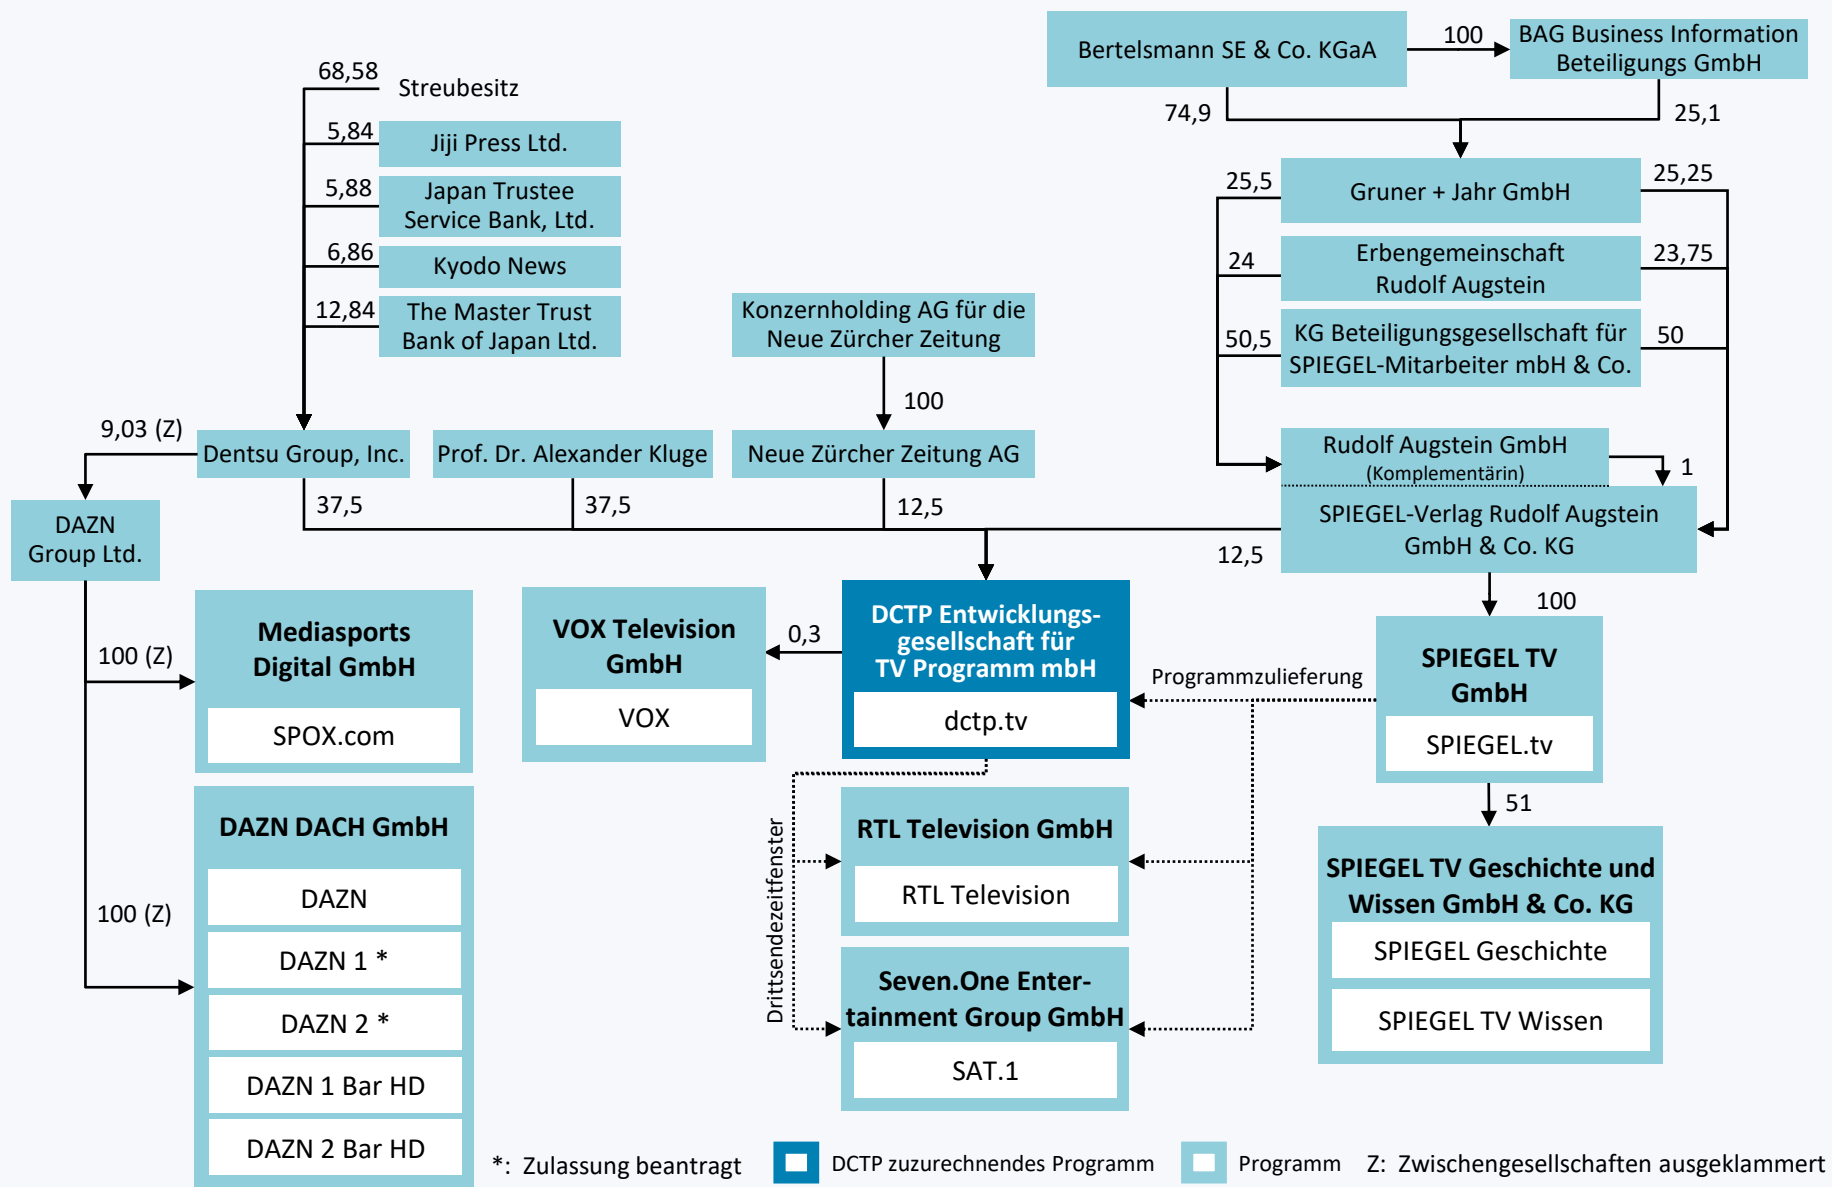 Bertelsmann SE & Co. KGaA
100
BAG Business Information
Beteiligungs GmbH
74,9
25,1
68,58
Streubesitz
5,84
Jiji Press Ltd.
5,88
Japan Trustee
Service Bank, Ltd.
6,86
Kyodo News
12,84
The Master Trust
Bank of Japan Ltd.
Konzernholding AG für die
Neue Zürcher Zeitung
100
25,5
Gruner + Jahr GmbH
25,25
24
Erbengemeinschaft
Rudolf Augstein
23,75
50,5
KG Beteiligungsgesellschaft für
SPIEGEL-Mitarbeiter mbH & Co.
50
9,03 (Z)
Dentsu Group, Inc.
Prof. Dr. Alexander Kluge
Neue Zürcher Zeitung AG
Rudolf Augstein GmbH
(Komplementärin)
1
SPIEGEL-Verlag Rudolf Augstein
GmbH & Co. KG
37,5
37,5
12,5
12,5
DAZN
Group Ltd.
100
100 (Z)
Mediasports
Digital GmbH
SPOX.com
VOX Television
GmbH
VOX
0,3
DCTP Entwicklungs-
gesellschaft für
TV Programm mbH
dctp.tv
Programmzulieferung
SPIEGEL TV
GmbH
SPIEGEL.tv
51
100 (Z)
DAZN DACH GmbH
DAZN
DAZN 1 *
DAZN 2 *
DAZN 1 Bar HD
DAZN 2 Bar HD
Drittsendezeitfenster
RTL Television GmbH
RTL Television
Seven.One Enter-
tainment Group GmbH
SAT.1
SPIEGEL TV Geschichte und
Wissen GmbH & Co. KG
SPIEGEL Geschichte
SPIEGEL TV Wissen
*: Zulassung beantragt
DCTP zuzurechnendes Programm
Programm
Z: Zwischengesellschaften ausgeklammert